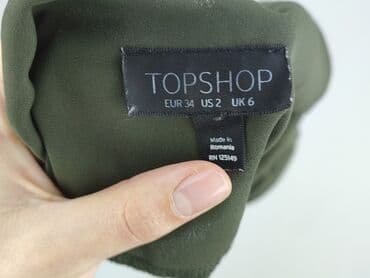 TOPSHOP
EUR 34 US 2 UK 6
Made in
Romania
RN 125149